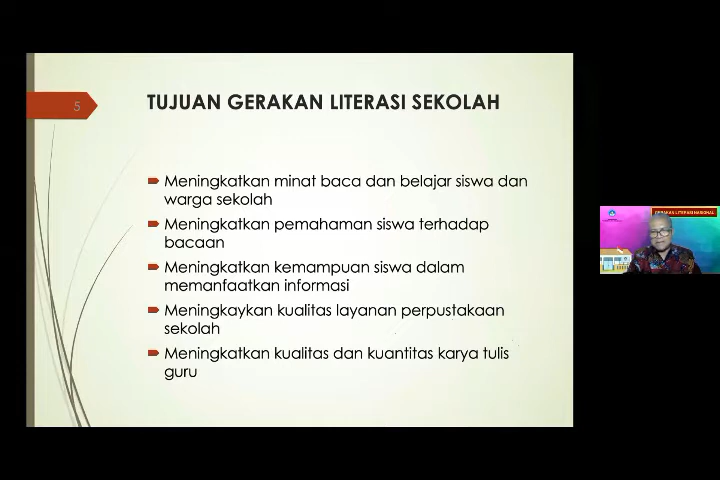 5
TUJUAN GERAKAN LITERASI SEKOLAH
Meningkatkan minat baca dan belajar siswa dan
warga sekolah
Meningkatkan pemahaman siswa terhadap
bacaan
Meningkatkan kemampuan siswa dalam
memanfaatkan informasi
Meningkaykan kualitas layanan perpustakaan
sekolah
Meningkatkan kualitas dan kuantitas karya tulis
guru
GERAKAN LITERASI NASIONAL